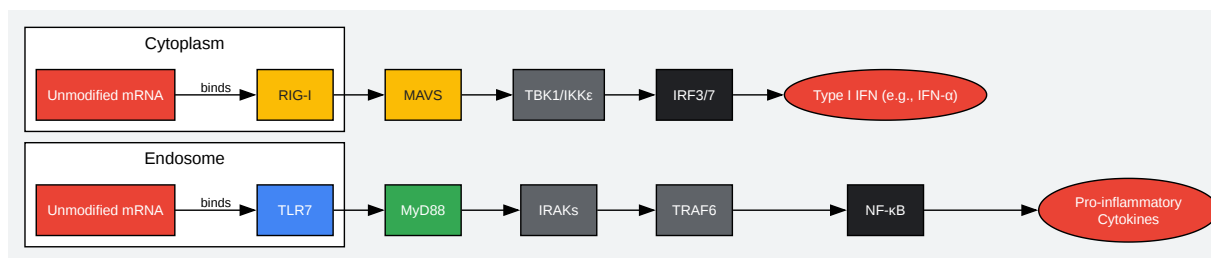 Cytoplasm
Unmodified mRNA
binds
RIG-I
MAVS
TBK1/IKKε
IRF3/7
Type I IFN (e.g., IFN-α)
Endosome
Unmodified mRNA
binds
TLR7
MyD88
IRAKs
TRAF6
NF-κB
Pro-inflammatory
Cytokines